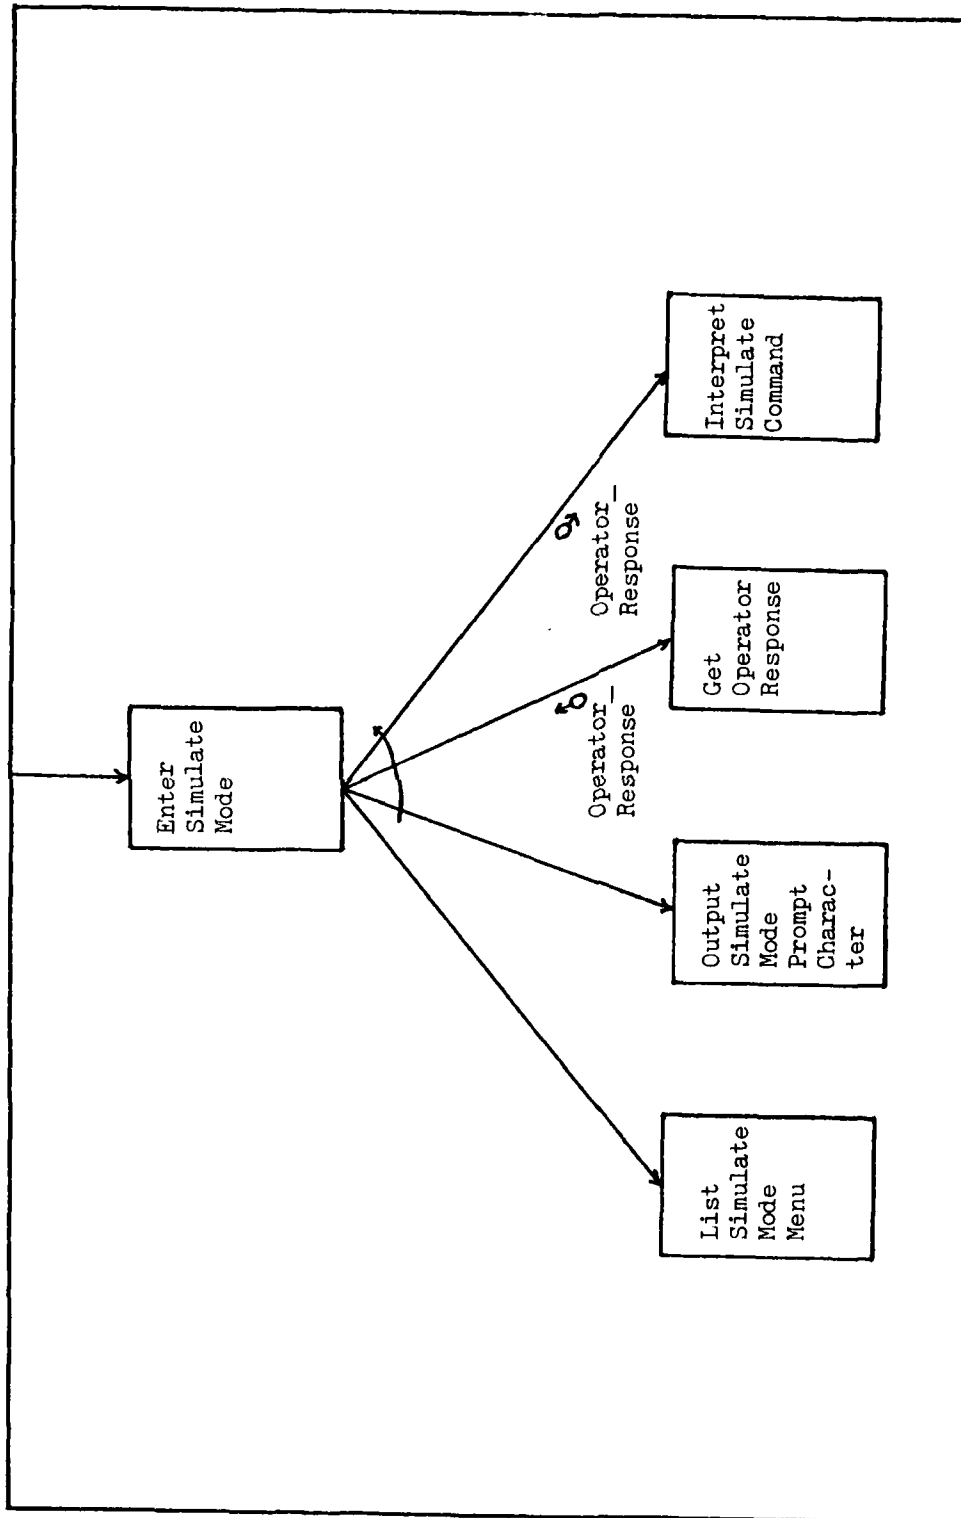 Enter
Simulate
Mode
Operator_
Response
Operator_
Response
List
Simulate
Mode
Menu
Output
Simulate
Mode
Prompt
Charac-
ter
Get
Operator
Response
Interpret
Simulate
Command